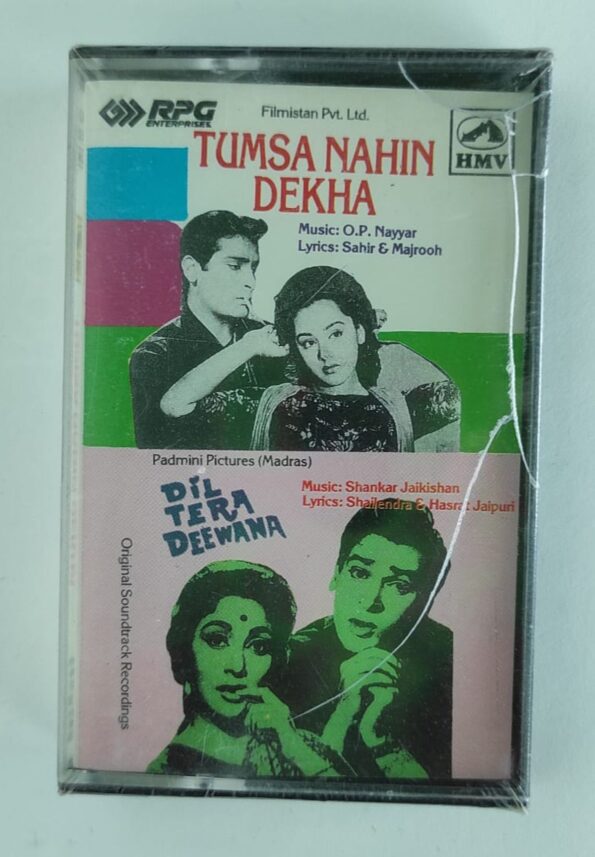 RPG
ENTERPRISES
Filmistan Pvt. Ltd.
HMV
TUMSA NAHIN
DEKHA
Music: O.P. Nayyar
Lyrics: Sahir & Majrooh
Padmini Pictures (Madras)
DIL
TERA
DEEWANA
Music: Shankar Jaikishan
Lyrics: Shailendra & Hasrat Jaipuri
Original Soundtrack Recordings